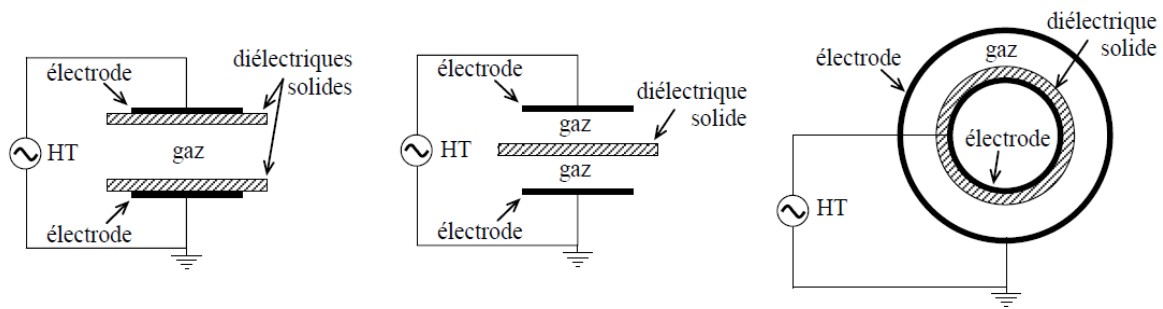 électrode
diélectriques
solides
HT
gaz
électrode
électrode
gaz
diélectrique
solide
HT
gaz
électrode
électrode
gaz
diélectrique
solide
électrode
HT